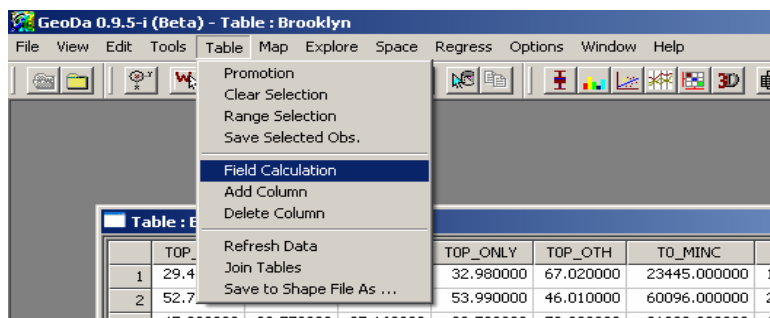 GeoDa 0.9.5-i (Beta) - Table : Brooklyn
File View Edit Tools Table Map Explore Space Regress Options Window Help
3D
Promotion
Clear Selection
Range Selection
Save Selected Obs.
Field Calculation
Add Column
Delete Column
Refresh Data
Join Tables
Save to Shape File As ...
Table : B
TOP_ TOP_ONLY TOP_OTH TO_MINC
1 29.4 32.980000 67.020000 23445.000000
2 52.7 53.990000 46.010000 60096.000000